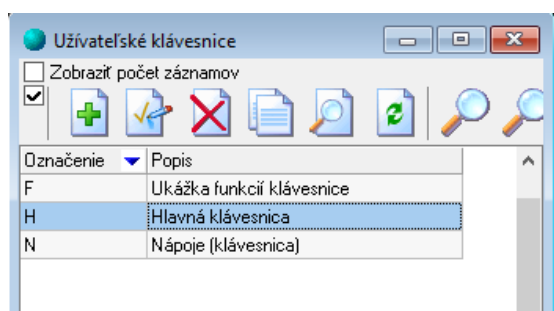 Užívateľské klávesnice
Zobraziť počet záznamov
Označenie Popis
F Ukážka funkcií klávesnice
H Hlavná klávesnica
N Nápoje (klávesnica)